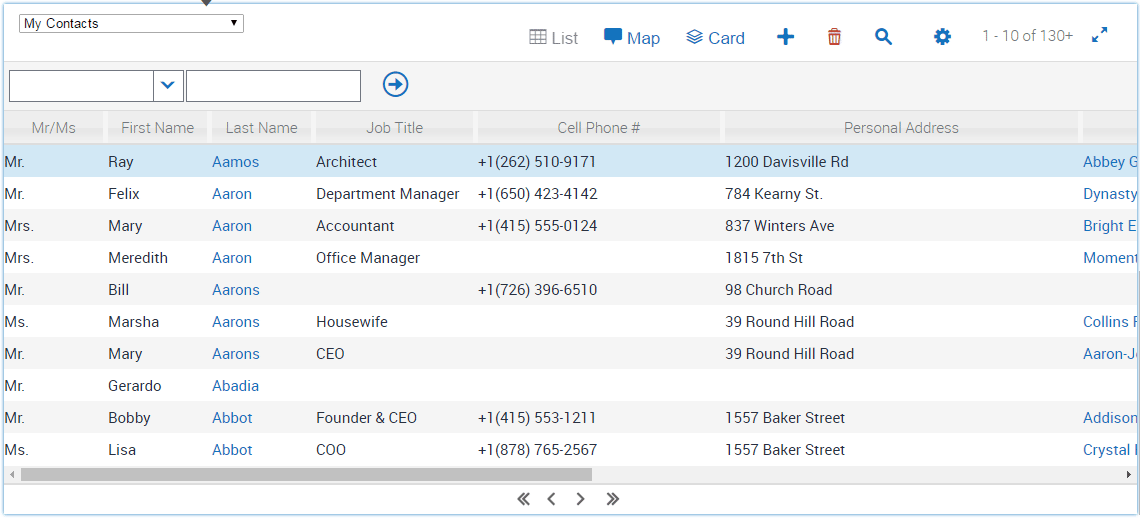 My Contacts
List Map Card 1 - 10 of 130+
Mr/Ms First Name Last Name Job Title Cell Phone # Personal Address
Mr. Ray Aamos Architect +1(262) 510-9171 1200 Davisville Rd Abbey G
Mr. Felix Aaron Department Manager +1(650) 423-4142 784 Kearny St. Dynasty
Mrs. Mary Aaron Accountant +1(415) 555-0124 837 Winters Ave Bright E
Mrs. Meredith Aaron Office Manager 1815 7th St Moment
Mr. Bill Aarons +1(726) 396-6510 98 Church Road
Ms. Marsha Aarons Housewife 39 Round Hill Road Collins
Mr. Mary Aarons CEO 39 Round Hill Road Aaron-J
Mr. Gerardo Abadia
Mr. Bobby Abbot Founder & CEO +1(415) 553-1211 1557 Baker Street Addison
Ms. Lisa Abbot COO +1(878) 765-2567 1557 Baker Street Crystal